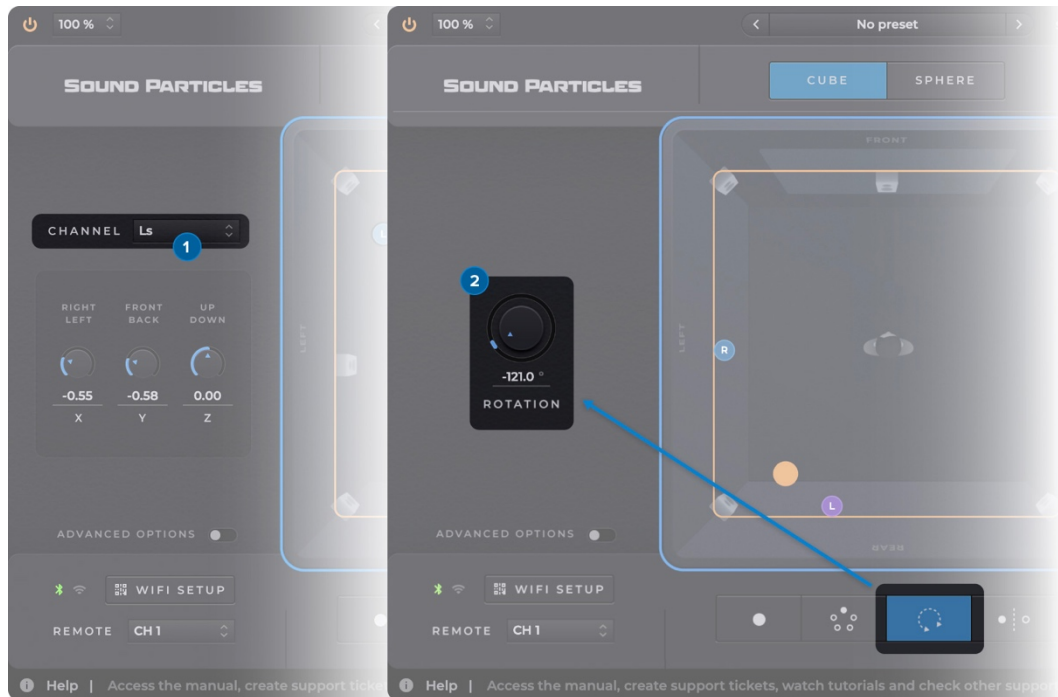 100 %
SOUND PARTICLES
CHANNEL Ls
1
RIGHT LEFT
FRONT BACK
UP DOWN
-0.55 -0.58 0.00
X Y Z
LEFT
ADVANCED OPTIONS
WIFI SETUP
REMOTE CH 1
Help | Access the manual, create support ticke
100 %
No preset
SOUND PARTICLES
CUBE SPHERE
FRONT
2
-121.0 °
ROTATION
LEFT
R
L
REAR
ADVANCED OPTIONS
WIFI SETUP
REMOTE CH 1
Help | Access the manual, create support tickets, watch tutorials and check other suppo